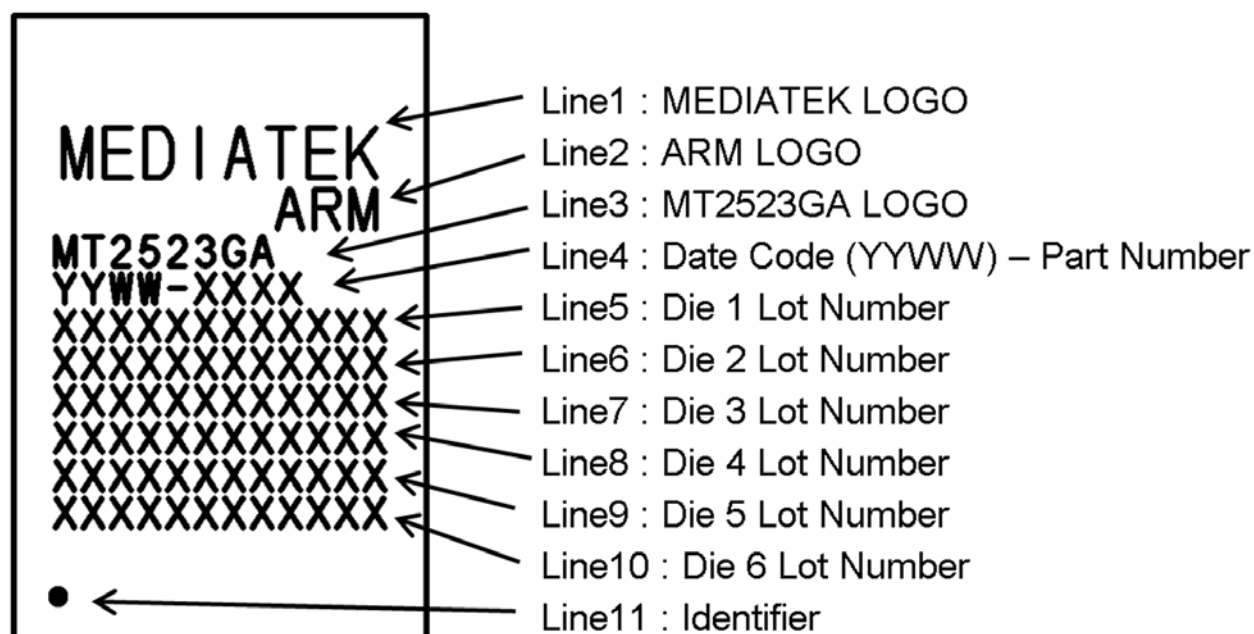 MEDIATEK
ARM
MT2523GA
YYWW-XXXX
XXXXXXXXXXXX
XXXXXXXXXXXX
XXXXXXXXXXXX
XXXXXXXXXXXX
XXXXXXXXXXXX
XXXXXXXXXXXX
Line1 : MEDIATEK LOGO
Line2 : ARM LOGO
Line3 : MT2523GA LOGO
Line4 : Date Code (YYWW) – Part Number
Line5 : Die 1 Lot Number
Line6 : Die 2 Lot Number
Line7 : Die 3 Lot Number
Line8 : Die 4 Lot Number
Line9 : Die 5 Lot Number
Line10 : Die 6 Lot Number
Line11 : Identifier